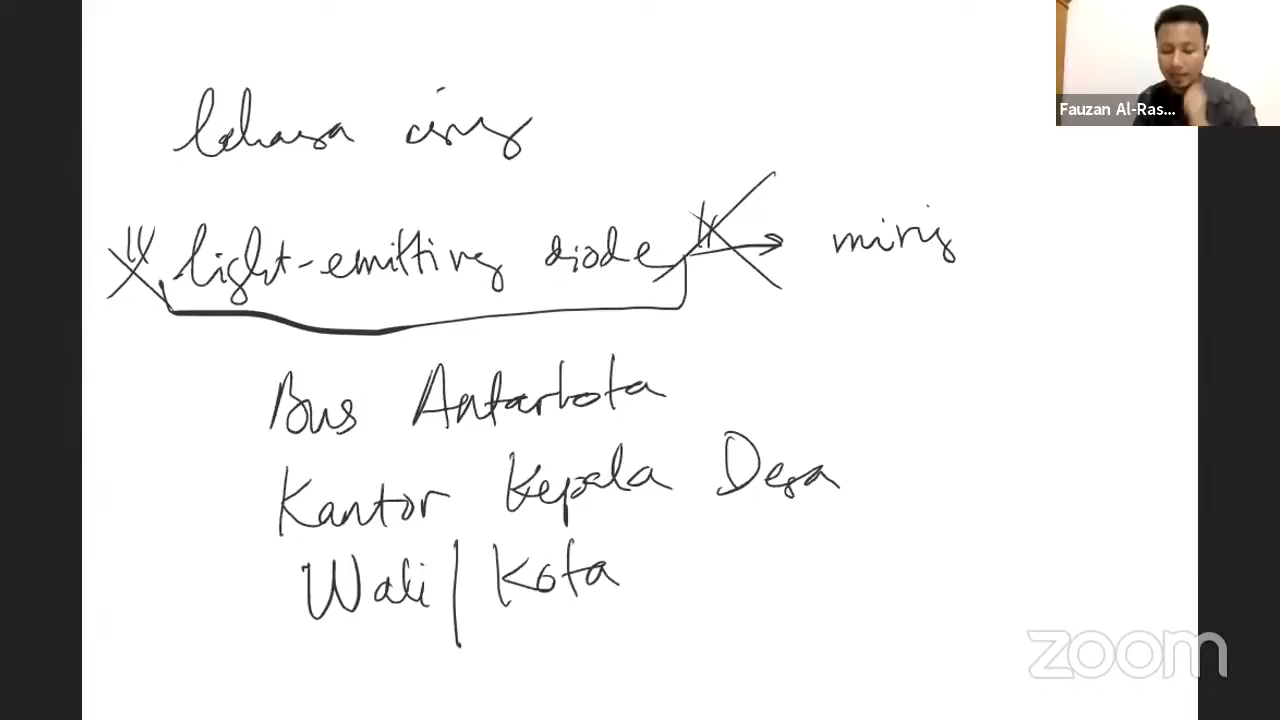 Fauzan Al-Ras...
bahasa asing
"light-emitting diode" → miring
Bus Antarkota
Kantor Kepala Desa
Wali | Kota
zoom